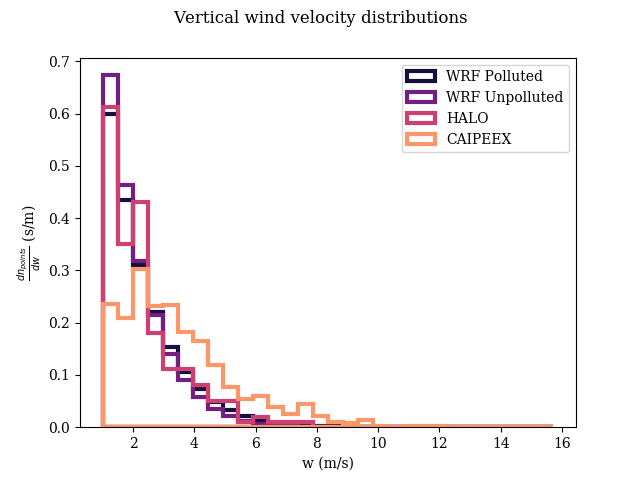 Vertical wind velocity distributions
0.7
0.6
0.5
0.4
0.3
0.2
0.1
0.0
dn_points/dw (s/m)
WRF Polluted
WRF Unpolluted
HALO
CAIPEEX
2 4 6 8 10 12 14 16
w (m/s)